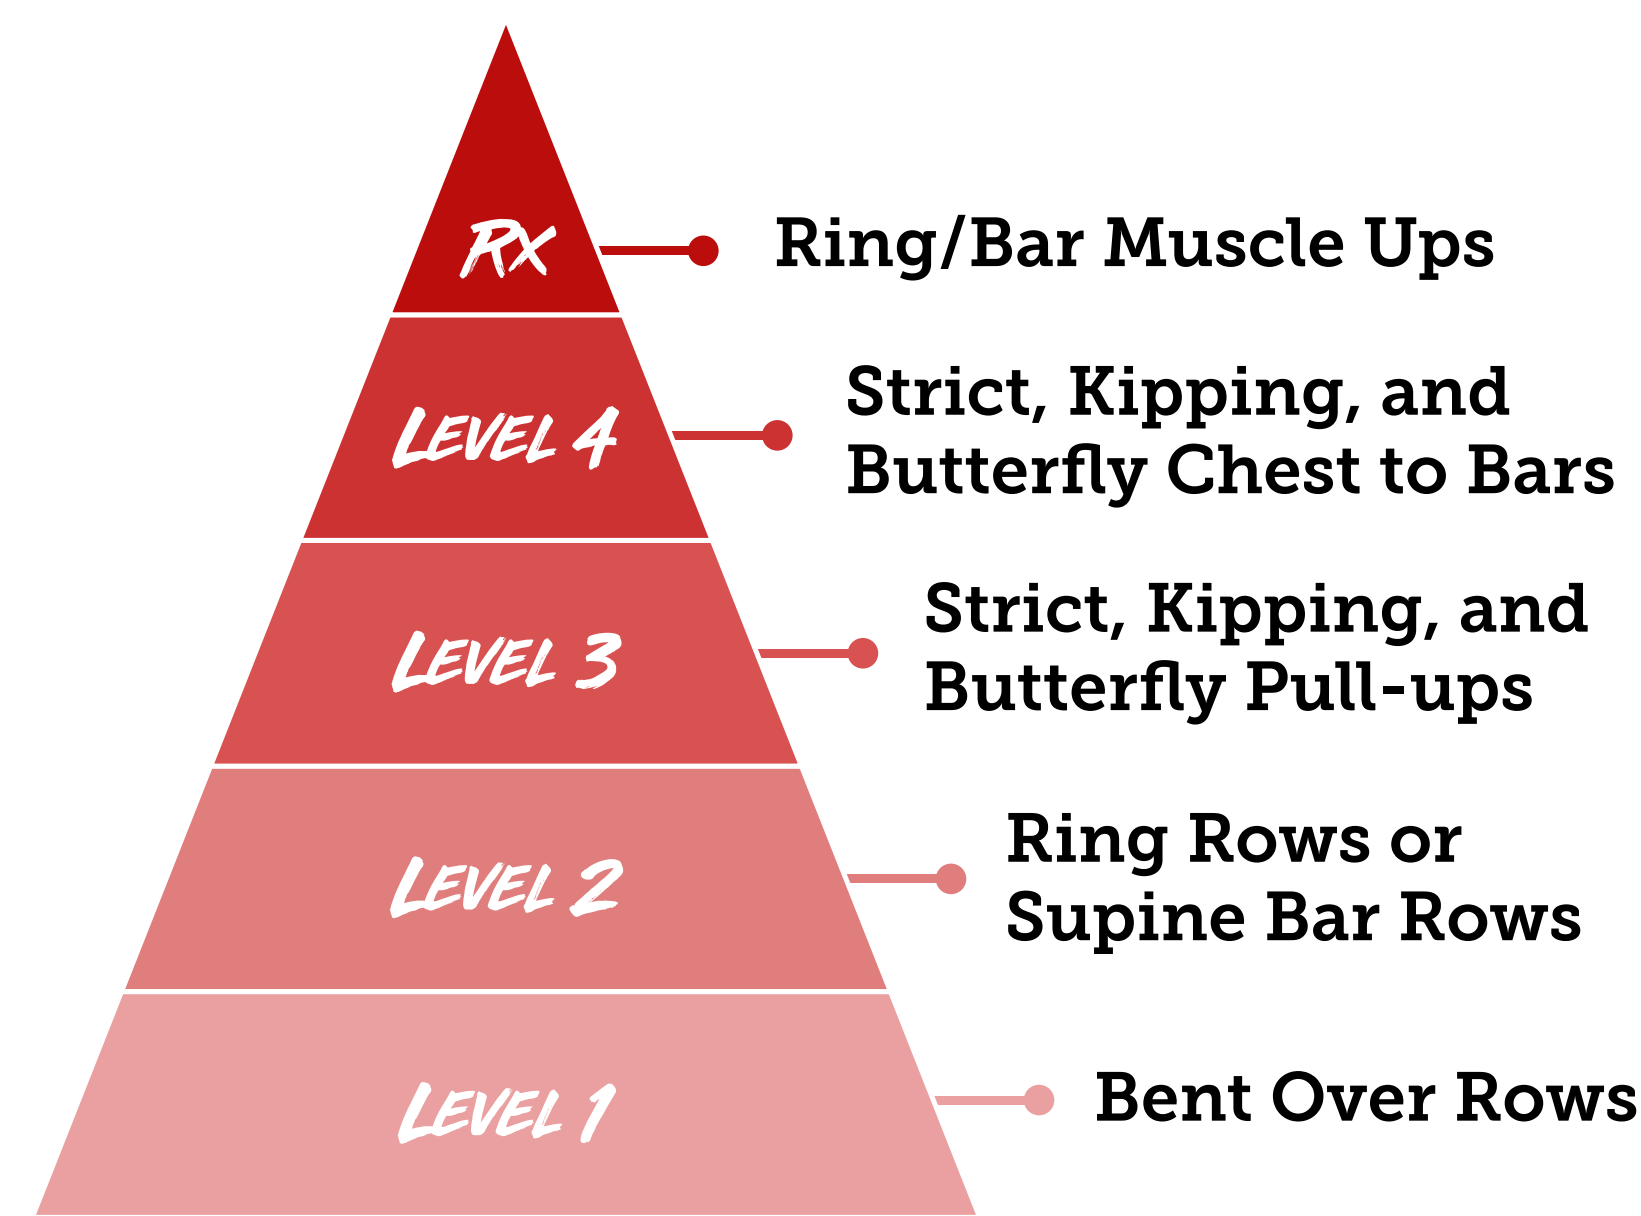 RX
Ring/Bar Muscle Ups
LEVEL 4
Strict, Kipping, and
Butterfly Chest to Bars
LEVEL 3
Strict, Kipping, and
Butterfly Pull-ups
LEVEL 2
Ring Rows or
Supine Bar Rows
LEVEL 1
Bent Over Rows